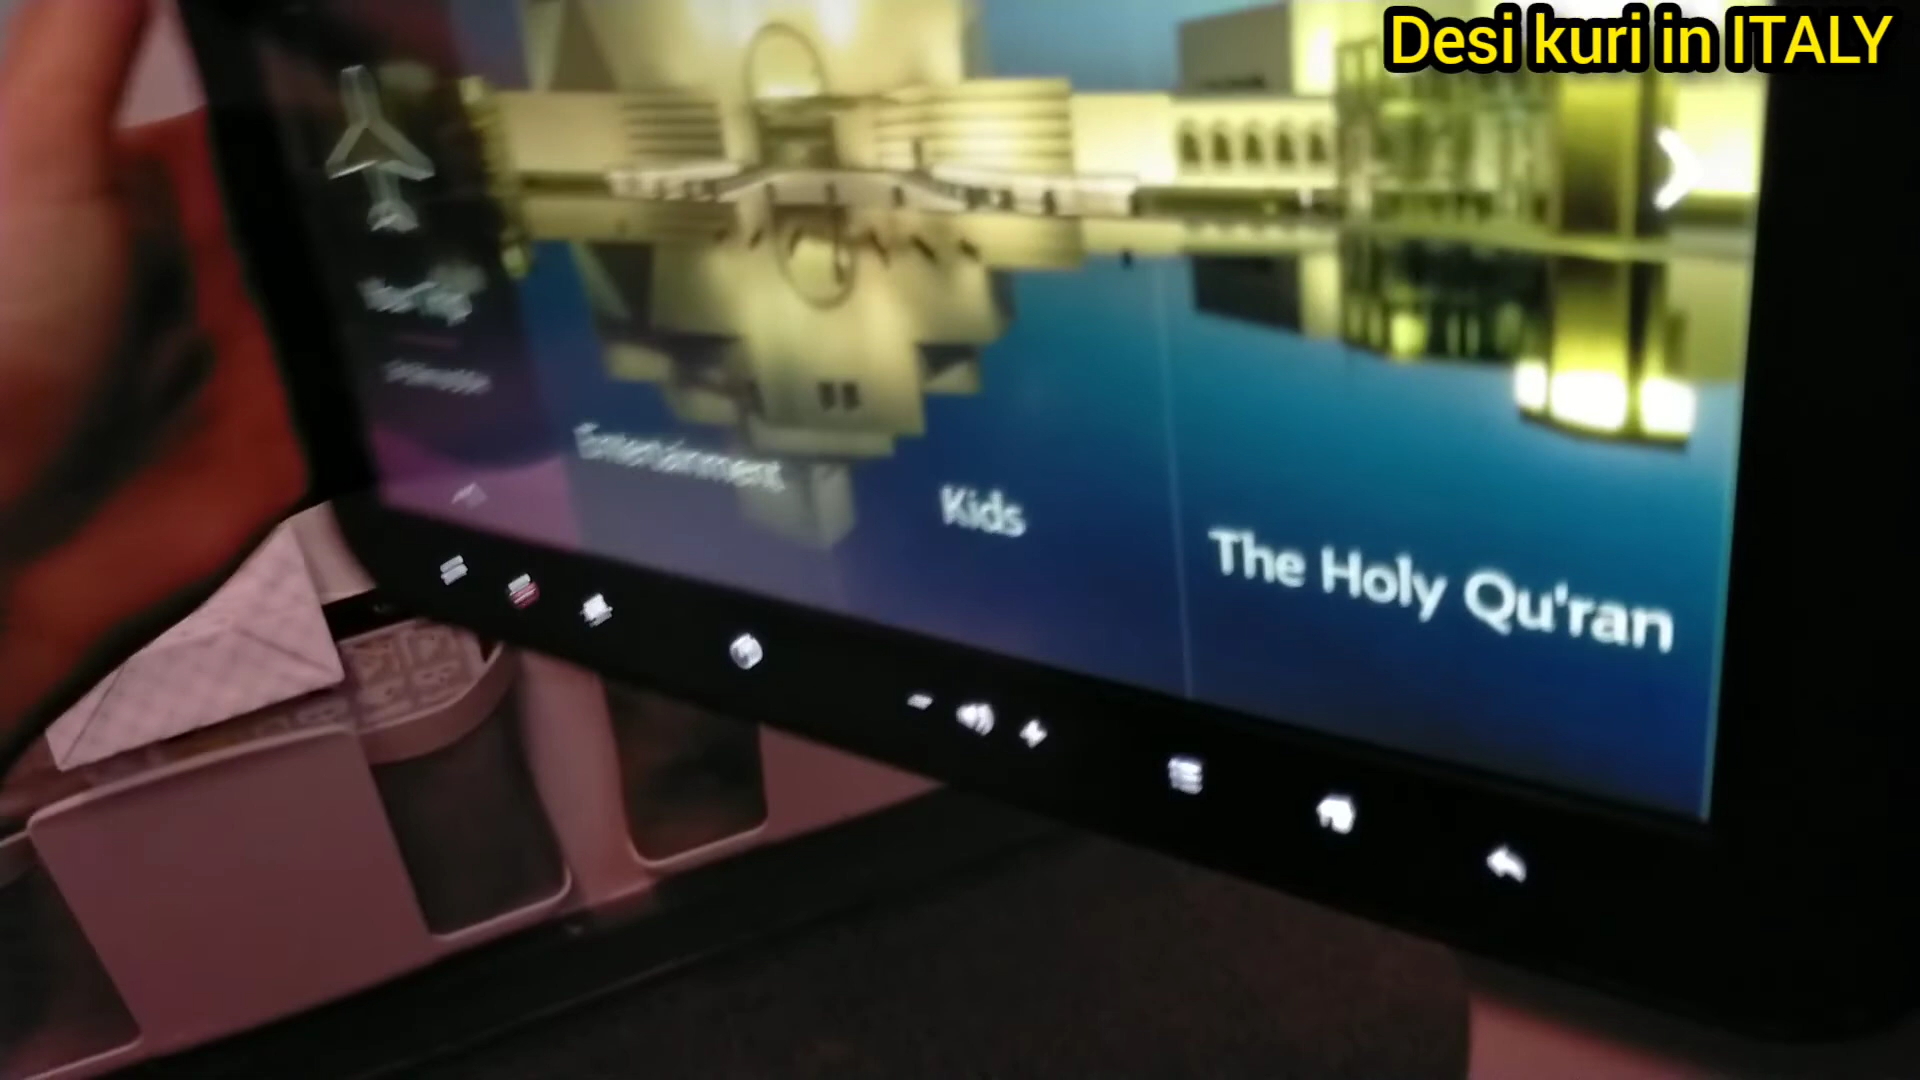 Desi kuri in ITALY
Entertainment
Kids
The Holy Qu'ran